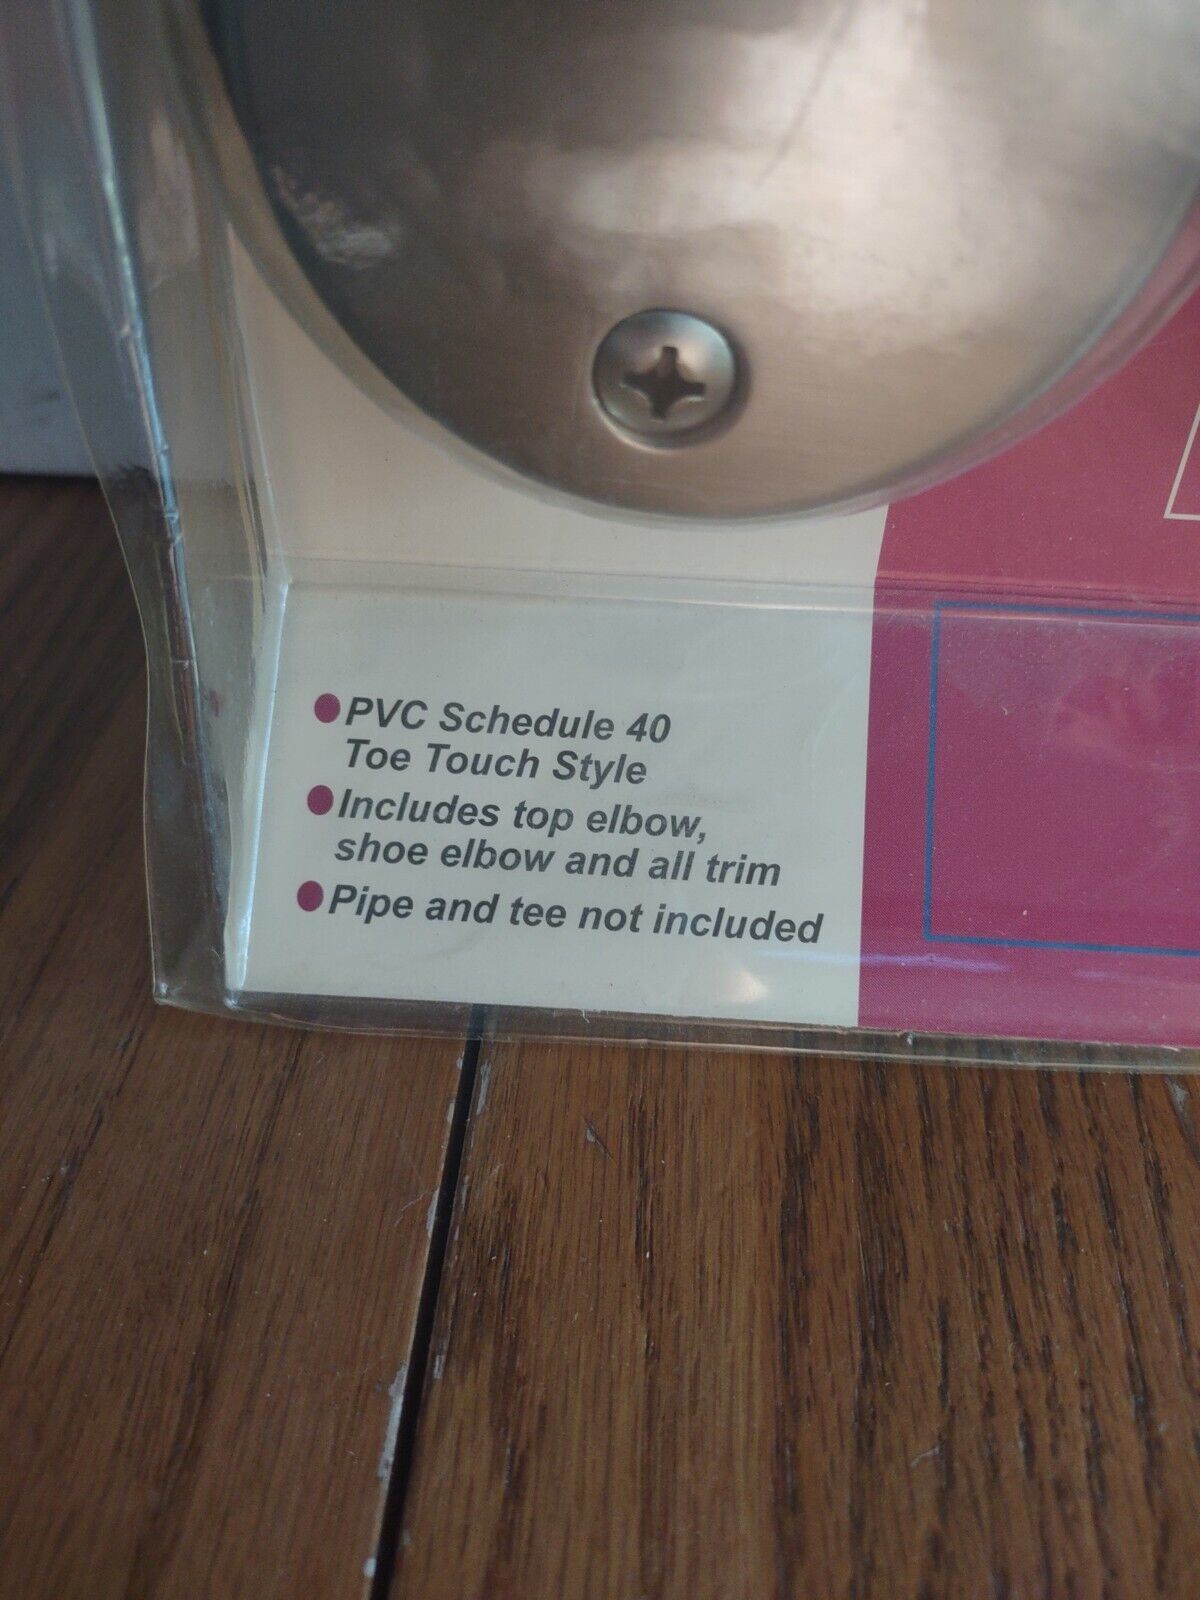 ●PVC Schedule 40
Toe Touch Style
●Includes top elbow,
shoe elbow and all trim
●Pipe and tee not included